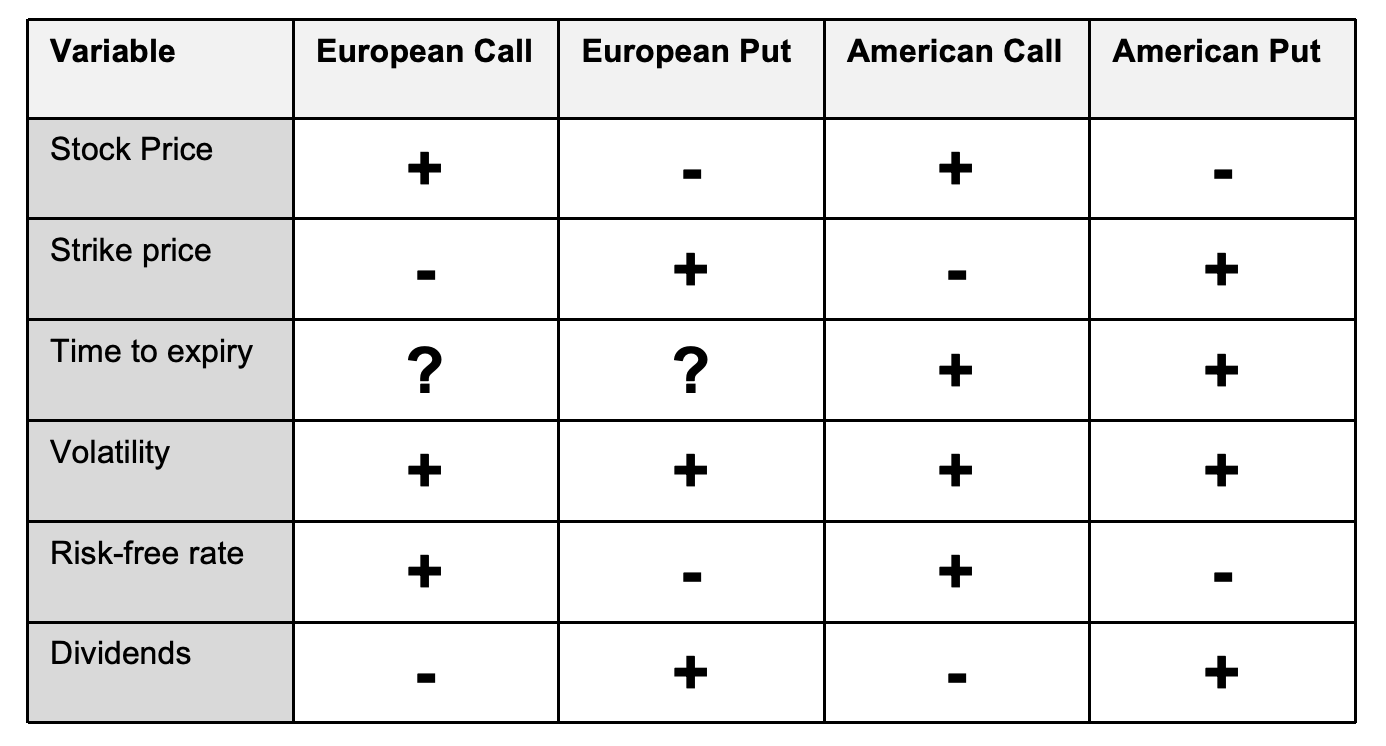 Variable European Call European Put American Call American Put
Stock Price + - + -
Strike price - + - +
Time to expiry ? ? + +
Volatility + + + +
Risk-free rate + - + -
Dividends - + - +